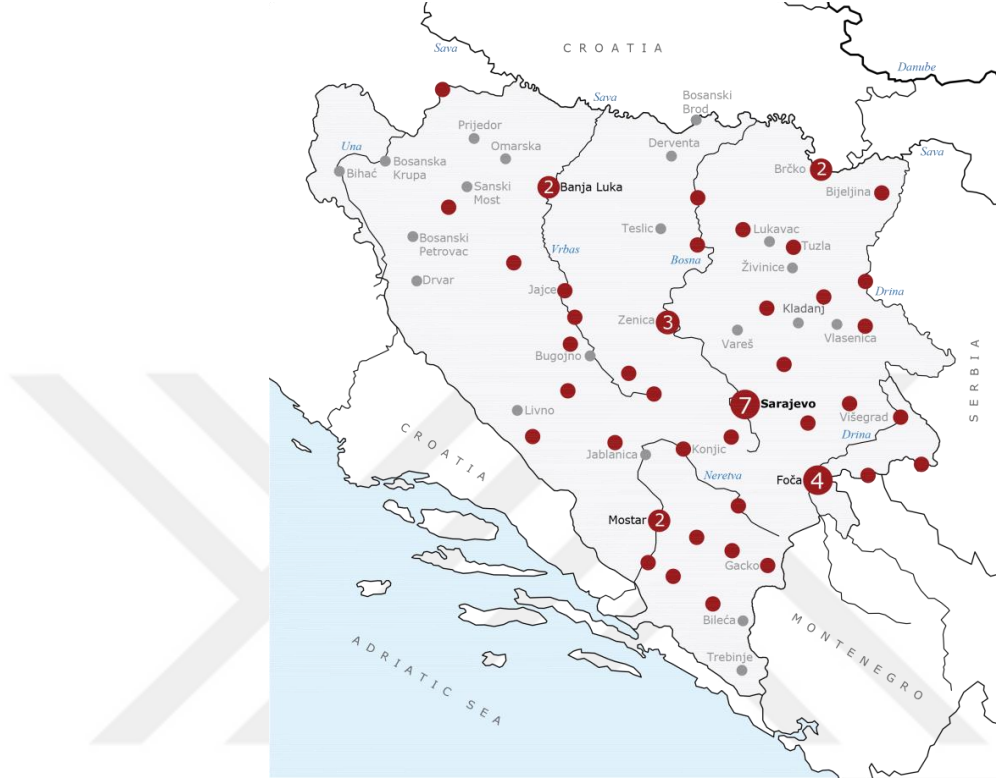 CROATIA
Sava
Danube
Sava
Bosanski
Brod
Prijedor
Omarska
Derventa
Una
Bosanska
Krupa
Bihać
Brčko
2
Sava
Sanski
Most
2
Banja Luka
Bijeljina
Bosanski
Petrovac
Teslic
Lukavac
Tuzla
Vrbas
Bosna
Živinice
Drvar
Jajce
Drina
Kladanj
Zenica
3
Vareš
Vlasenica
Bugojno
SERBIA
Livno
7
Sarajevo
Višegrad
CROATIA
Drina
Jablanica
Konjic
Neretva
Foča
4
Mostar
2
Gacko
Bileća
MONTENEGRO
Trebinje
ADRIATIC SEA